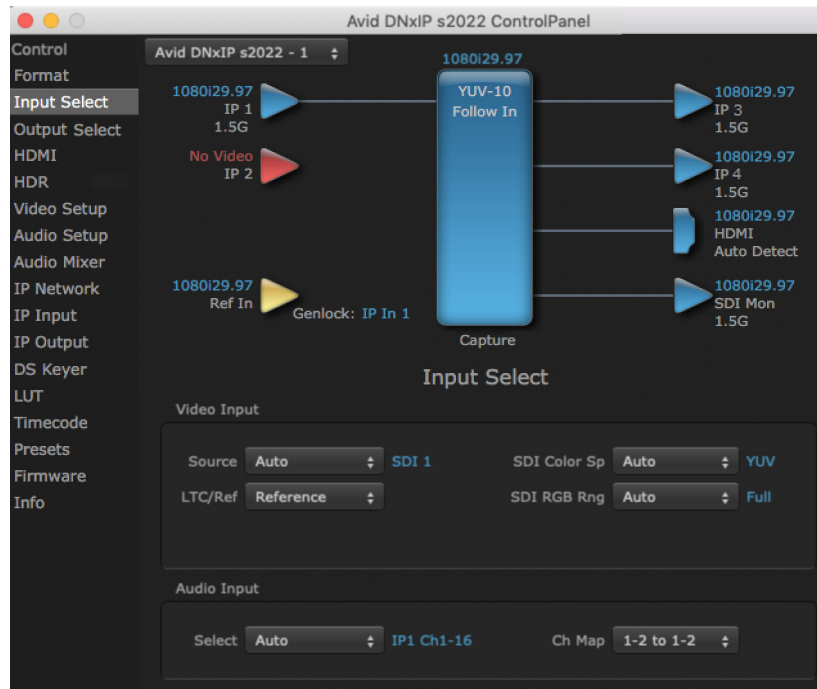 Avid DNxIP s2022 ControlPanel
Control
Format
Input Select
Output Select
HDMI
HDR
Video Setup
Audio Setup
Audio Mixer
IP Network
IP Input
IP Output
DS Keyer
LUT
Timecode
Presets
Firmware
Info
Avid DNxIP s2022 - 1
1080i29.97
IP 1
1.5G
No Video
IP 2
1080i29.97
Ref In
Genlock: IP In 1
1080i29.97
YUV-10
Follow In
Capture
1080i29.97
IP 3
1.5G
1080i29.97
IP 4
1.5G
1080i29.97
HDMI
Auto Detect
1080i29.97
SDI Mon
1.5G
Input Select
Video Input
Source Auto SDI 1 SDI Color Sp Auto YUV
LTC/Ref Reference SDI RGB Rng Auto Full
Audio Input
Select Auto IP1 Ch1-16 Ch Map 1-2 to 1-2